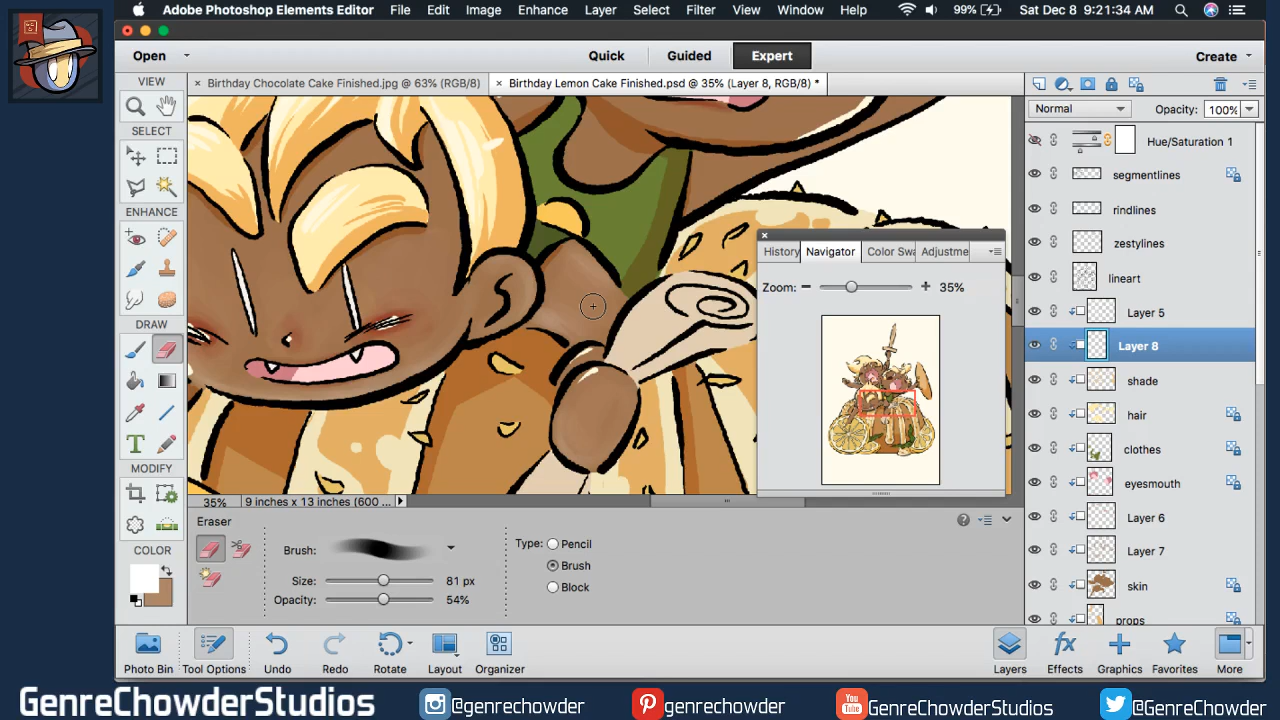 Adobe Photoshop Elements Editor File Edit Image Enhance Layer Select Filter View Window Help 99% Sat Dec 8 9:21:34 AM
Open Quick Guided Expert Create
VIEW × Birthday Chocolate Cake Finished.jpg @ 63% (RGB/8) × Birthday Lemon Cake Finished.psd @ 35% (Layer 8, RGB/8) *
Normal Opacity: 100%
SELECT
Hue/Saturation 1
segmentlines
ENHANCE
rindlines
zestylines
History Navigator Color Swa Adjustme
lineart
Zoom: 35%
Layer 5
DRAW
Layer 8
shade
hair
T
clothes
MODIFY
eyesmouth
35% 9 inches x 13 inches (600 ...
Layer 6
Eraser
COLOR
Brush:
Type: Pencil
Layer 7
Brush
Size: 81 px
skin
Block
Opacity: 54%
props
fx
Photo Bin Tool Options Undo Redo Rotate Layout Organizer Layers Effects Graphics Favorites More
GenreChowderStudios @genrechowder genrechowder You Tube GenreChowderStudios @GenreChowder